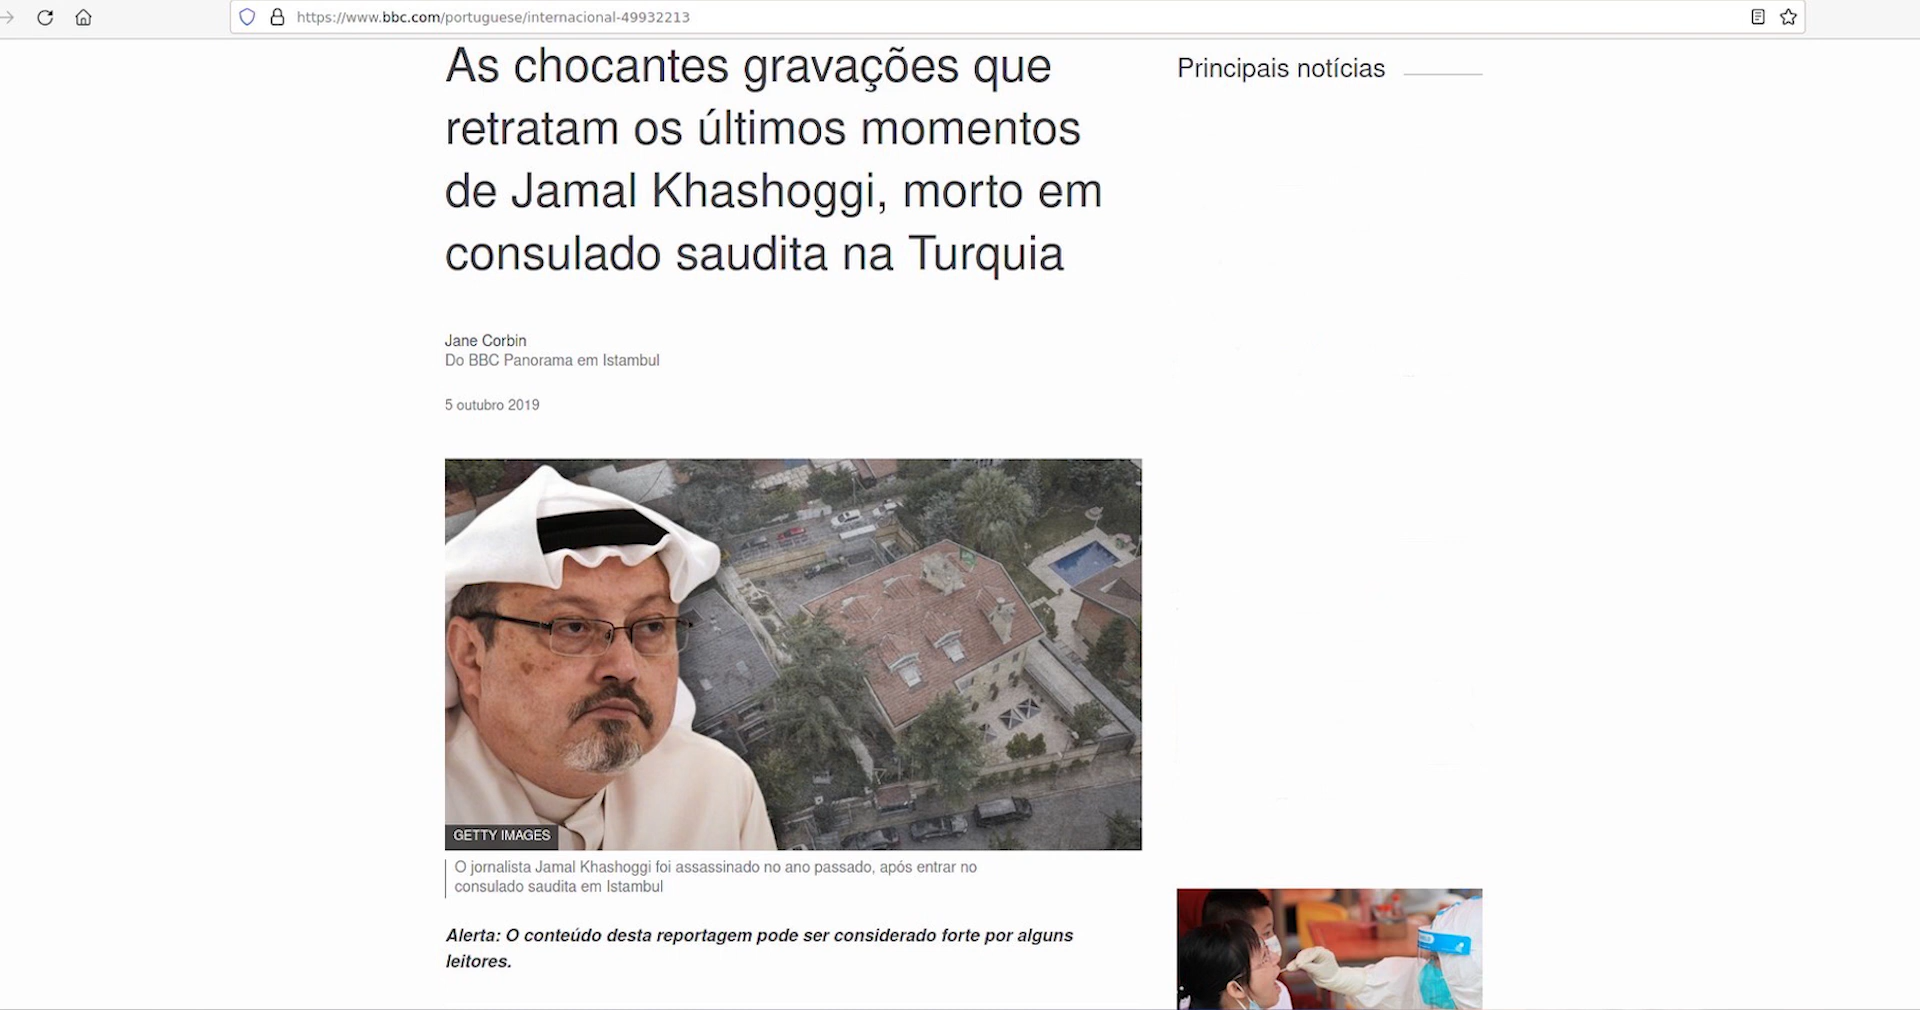 https://www.bbc.com/portuguese/internacional-49932213
As chocantes gravações que
retratam os últimos momentos
de Jamal Khashoggi, morto em
consulado saudita na Turquia
Jane Corbin
Do BBC Panorama em Istambul
5 outubro 2019
GETTY IMAGES
O jornalista Jamal Khashoggi foi assassinado no ano passado, após entrar no
consulado saudita em Istambul
Alerta: O conteúdo desta reportagem pode ser considerado forte por alguns
leitores.
Principais notícias